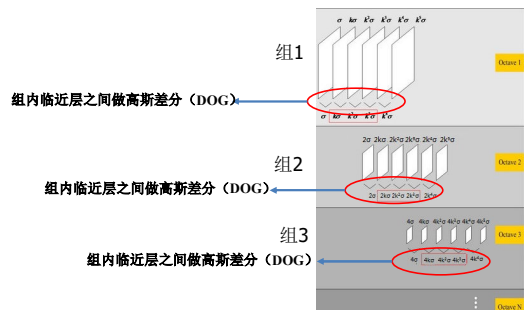 σ kσ k²σ k³σ k⁴σ k⁵σ
组1
Octave 1
组内临近层之间做高斯差分（DOG）
σ kσ k²σ k³σ k⁴σ
2σ 2kσ 2k²σ 2k³σ 2k⁴σ 2k⁵σ
组2
Octave 2
组内临近层之间做高斯差分（DOG）
2σ 2kσ 2k²σ 2k³σ 2k⁴σ
4σ 4kσ 4k²σ 4k³σ 4k⁴σ 4k⁵σ
组3
Octave 3
组内临近层之间做高斯差分（DOG）
4σ 4kσ 4k²σ 4k³σ 4k⁴σ
Octave N